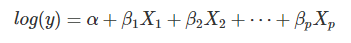 log(y) = α + β₁X₁ + β₂X₂ + ⋯ + βₚXₚ